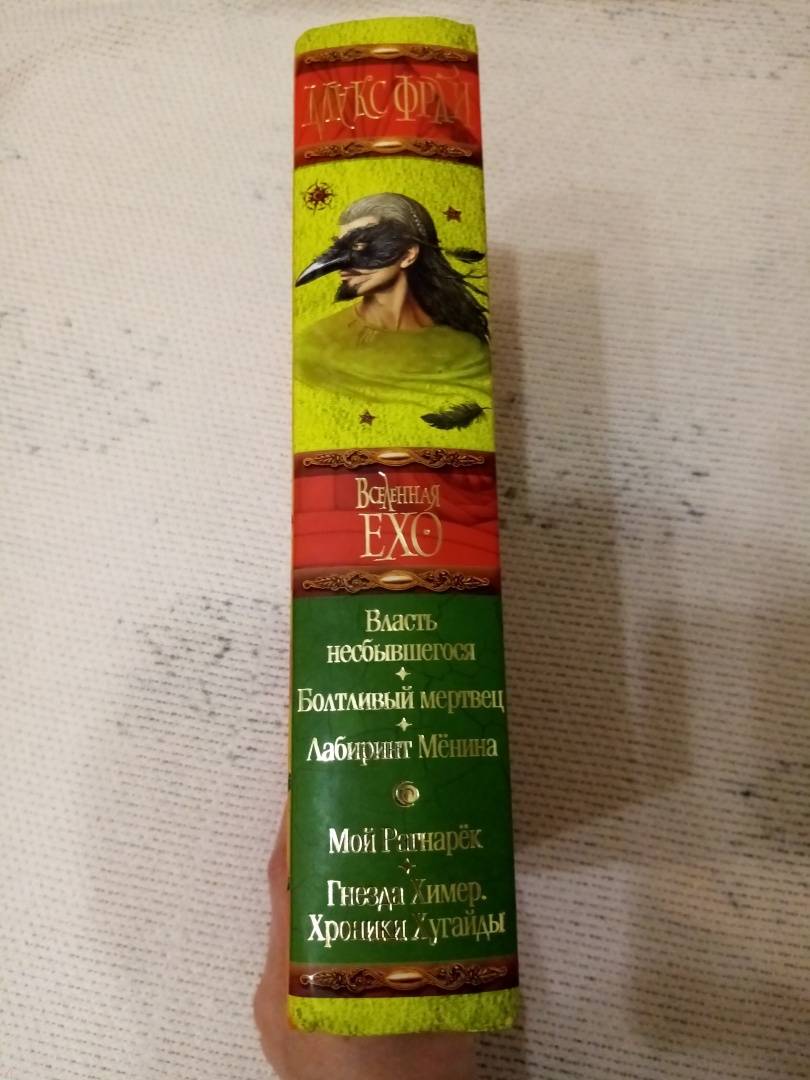 МАКС ФРАЙ
ВСЕЛЕННАЯ
ЕХО
Власть
несбывшегося
Болтливый мертвец
Лабиринт Мёнина
Мой Рагнарёк
Гнезда Химер.
Хроники Хугайды